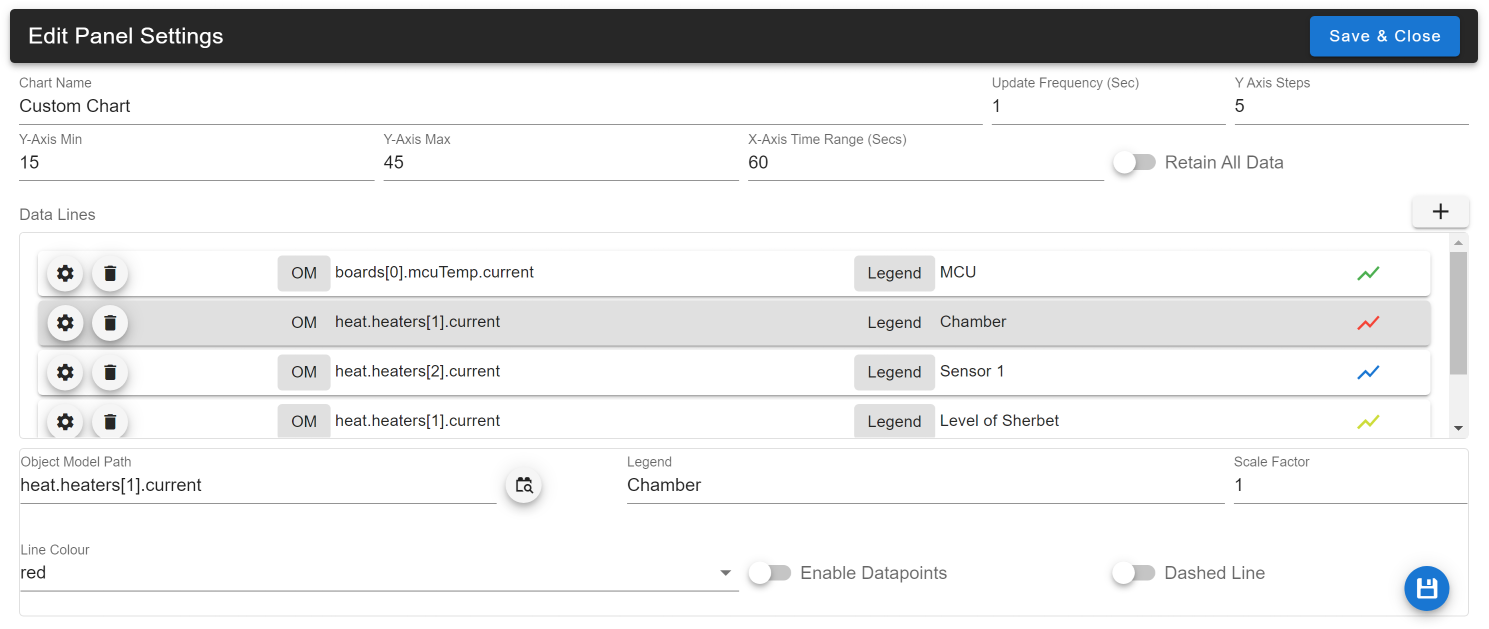 Edit Panel Settings Save & Close
Chart Name Update Frequency (Sec) Y Axis Steps
Custom Chart 1 5
Y-Axis Min Y-Axis Max X-Axis Time Range (Secs)
15 45 60 Retain All Data
Data Lines +
OM boards[0].mcuTemp.current Legend MCU
OM heat.heaters[1].current Legend Chamber
OM heat.heaters[2].current Legend Sensor 1
OM heat.heaters[1].current Legend Level of Sherbet
Object Model Path Legend Scale Factor
heat.heaters[1].current Chamber 1
Line Colour
red Enable Datapoints Dashed Line